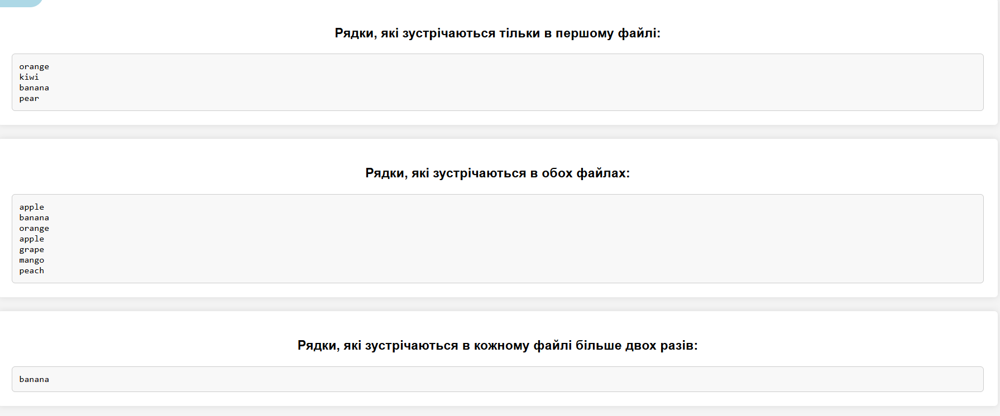 Рядки, які зустрічаються тільки в першому файлі:
orange
kiwi
banana
pear
Рядки, які зустрічаються в обох файлах:
apple
banana
orange
apple
grape
mango
peach
Рядки, які зустрічаються в кожному файлі більше двох разів:
banana